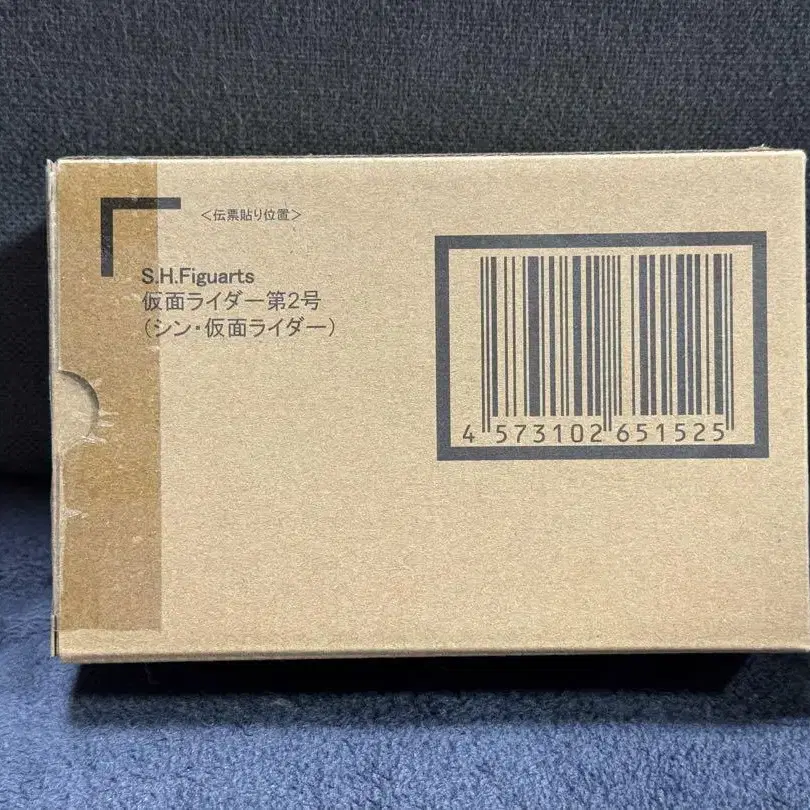 <伝票貼り位置>
S.H.Figuarts
仮面ライダー第2号
(シン・仮面ライダー)
4 573102 651525